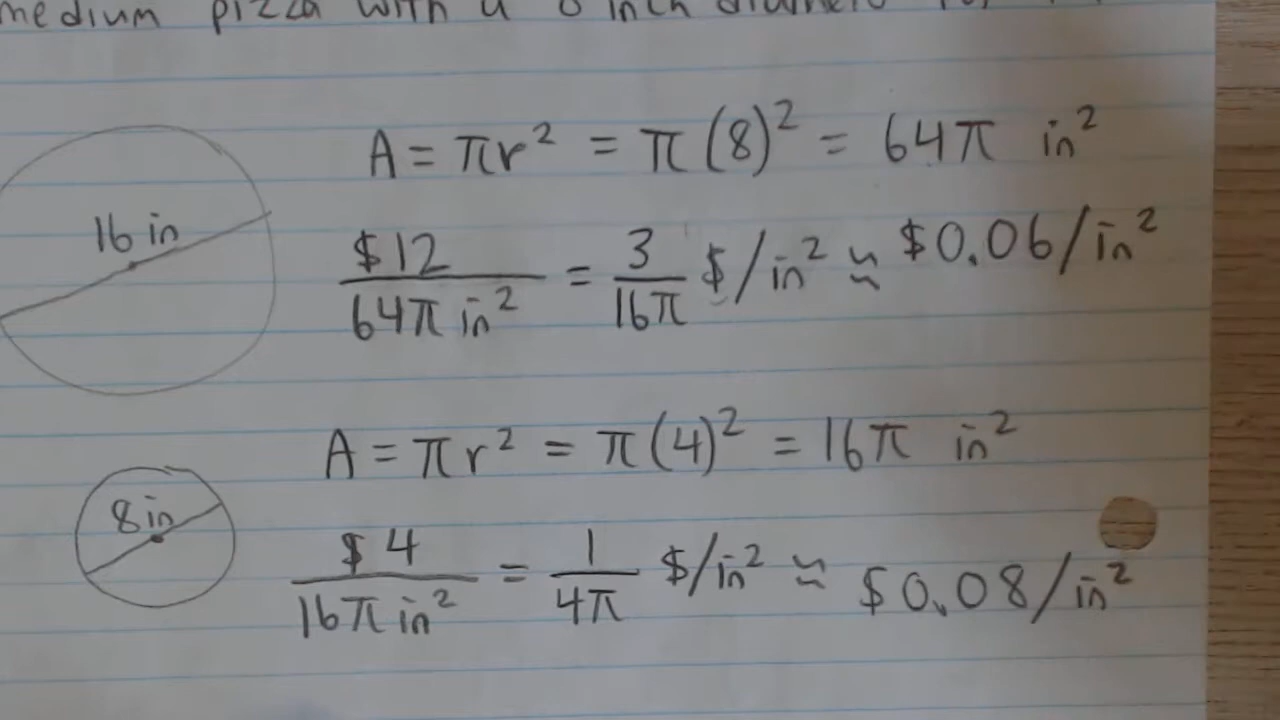 medium pizza with a 8 inch
16 in
A = πr² = π(8)² = 64π in²
$12 / 64π in² = 3 / 16π $/in² ≈ $0.06/in²
8 in
A = πr² = π(4)² = 16π in²
$4 / 16π in² = 1 / 4π $/in² ≈ $0.08/in²